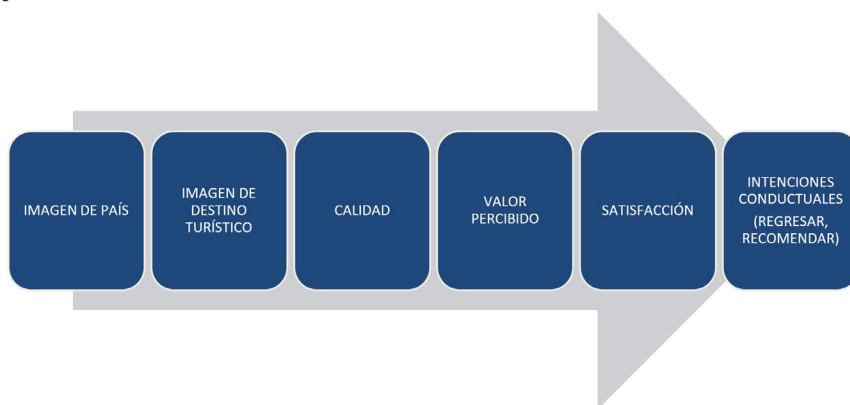 IMAGEN DE PAÍS
IMAGEN DE
DESTINO
TURÍSTICO
CALIDAD
VALOR
PERCIBIDO
SATISFACCIÓN
INTENCIONES
CONDUCTUALES
(REGRESAR,
RECOMENDAR)